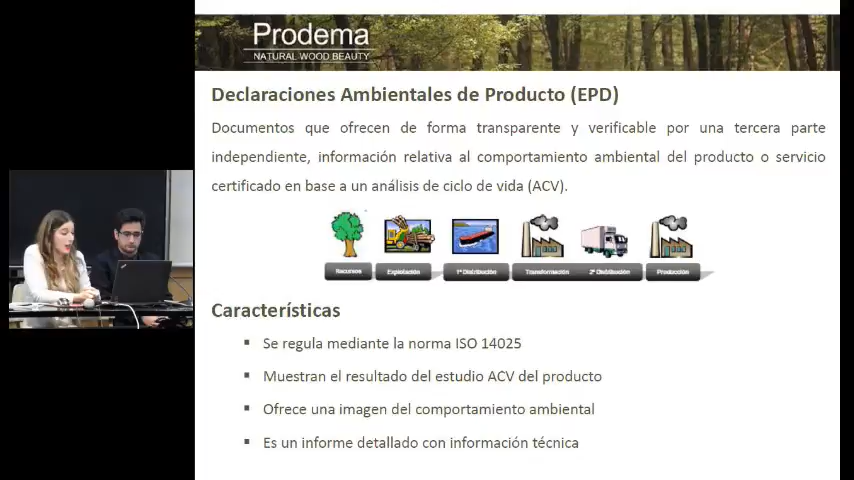 Prodema
NATURAL WOOD BEAUTY
Declaraciones Ambientales de Producto (EPD)
Documentos que ofrecen de forma transparente y verificable por una tercera parte
independiente, información relativa al comportamiento ambiental del producto o servicio
certificado en base a un análisis de ciclo de vida (ACV).
Recursos Explotación 1ª Distribución Transformación 2ª Distribución Producción
Características
▪ Se regula mediante la norma ISO 14025
▪ Muestran el resultado del estudio ACV del producto
▪ Ofrece una imagen del comportamiento ambiental
▪ Es un informe detallado con información técnica